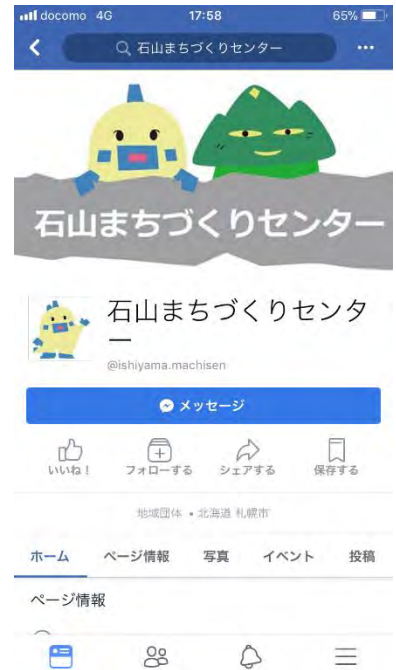 docomo 4G 17:58 65%
石山まちづくりセンター
石山まちづくりセンター
石山まちづくりセンタ
ー
@ishiyama.machisen
メッセージ
いいね! フォローする シェアする 保存する
地域団体 • 北海道 札幌市
ホーム ページ情報 写真 イベント 投稿
ページ情報